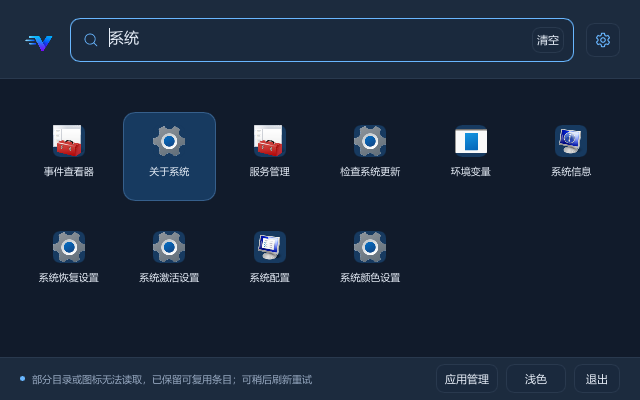 系统
清空
事件查看器
关于系统
服务管理
检查系统更新
环境变量
系统信息
系统恢复设置
系统激活设置
系统配置
系统颜色设置
部分目录或图标无法读取，已保留可复用条目；可稍后刷新重试
应用管理
浅色
退出